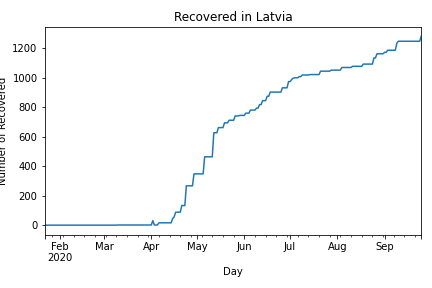 Recovered in Latvia
Number of Recovered
1200
1000
800
600
400
200
0
Feb Mar Apr May Jun Jul Aug Sep
2020
Day